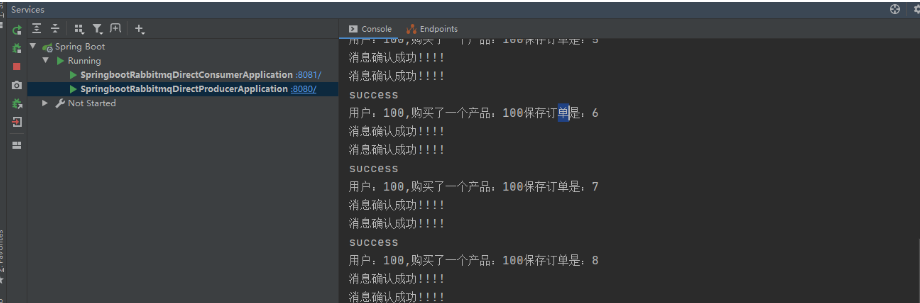 Services
Spring Boot
Running
SpringbootRabbitmqDirectConsumerApplication :8081/
SpringbootRabbitmqDirectProducerApplication :8080/
Not Started
Console
Endpoints
用户：100,购买了一个产品：100保存订单是：5
消息确认成功!!!!
消息确认成功!!!!
success
用户：100,购买了一个产品：100保存订单是：6
消息确认成功!!!!
消息确认成功!!!!
success
用户：100,购买了一个产品：100保存订单是：7
消息确认成功!!!!
消息确认成功!!!!
success
用户：100,购买了一个产品：100保存订单是：8
消息确认成功!!!!
消息确认成功!!!!
Favorites